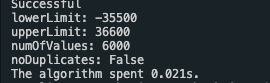 Successful
lowerLimit: -35500
upperLimit: 36600
numOfValues: 6000
noDuplicates: False
The algorithm spent 0.021s.